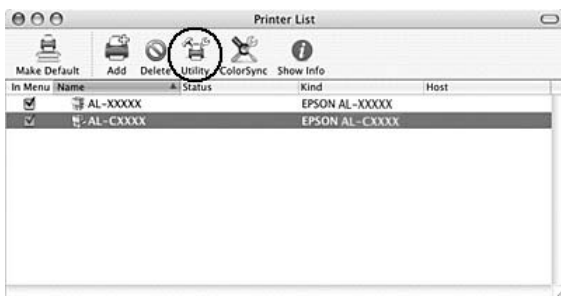 Printer List
Make Default Add Delete Utility ColorSync Show Info
In Menu Name Status Kind Host
AL-XXXXX EPSON AL-XXXXX
AL-CXXXX EPSON AL-CXXXX